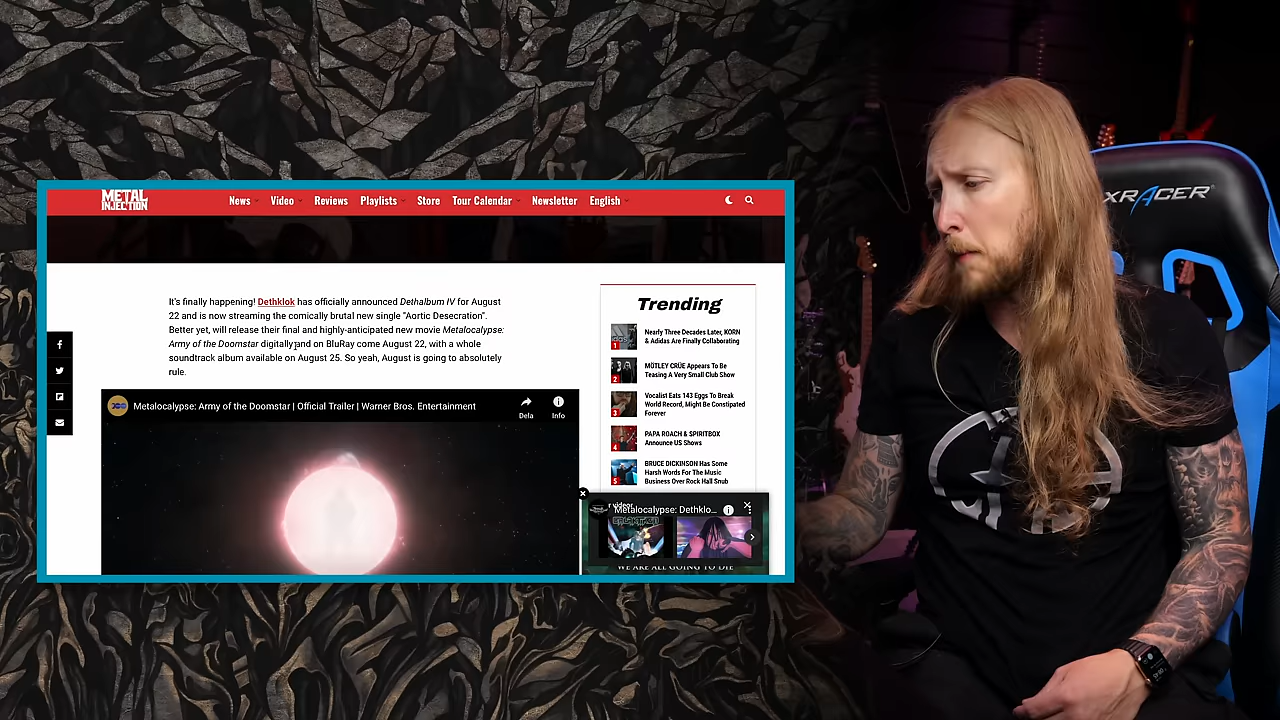 METAL
INJECTION
News
Video
Reviews
Playlists
Store
Tour Calendar
Newsletter
English
It's finally happening! Dethklok has officially announced Dethalbum IV for August
22 and is now streaming the comically brutal new single "Aortic Desecration".
Better yet, will release their final and highly-anticipated new movie Metalocalypse:
Army of the Doomstar digitally and on BluRay come August 22, with a whole
soundtrack album available on August 25. So yeah, August is going to absolutely
rule.
Metalocalypse: Army of the Doomstar | Official Trailer | Warner Bros. Entertainment
Dela
Info
Trending
1
Nearly Three Decades Later, KORN
& Adidas Are Finally Collaborating
2
MÖTLEY CRÜE Appears To Be
Teasing A Very Small Club Show
3
Vocalist Eats 143 Eggs To Break
World Record, Might Be Constipated
Forever
4
PAPA ROACH & SPIRITBOX
Announce US Shows
5
BRUCE DICKINSON Has Some
Harsh Words For The Music
Business Over Rock Hall Snub
Metalocalypse: Dethklo...
WE ARE ALL GOING TO DIE
XRACER